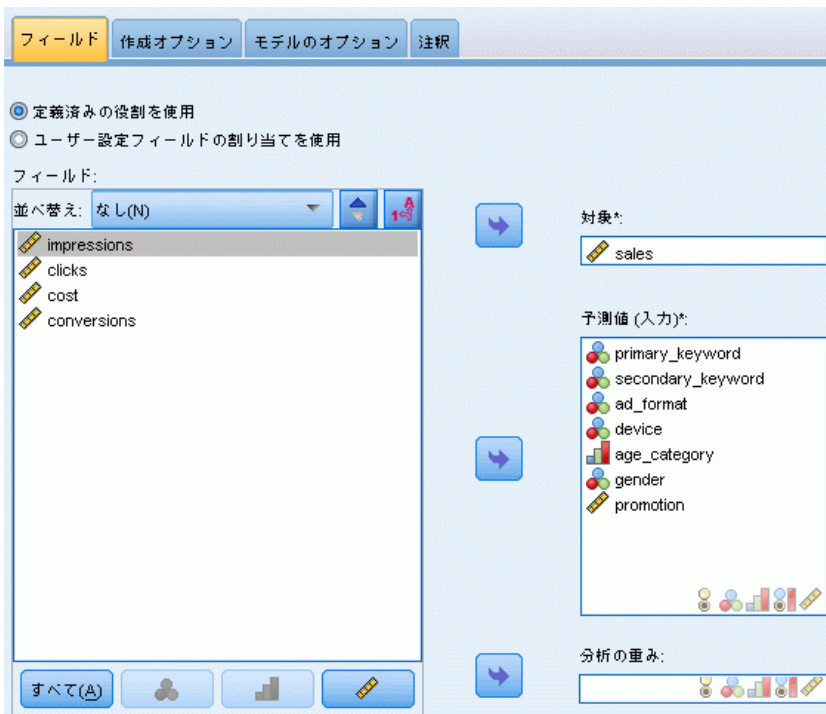 フィールド 作成オプション モデルのオプション 注釈
定義済みの役割を使用
ユーザー設定フィールドの割り当てを使用
フィールド:
並べ替え: なし(N)
impressions
clicks
cost
conversions
すべて(A)
対象*:
sales
予測値 (入力)*:
primary_keyword
secondary_keyword
ad_format
device
age_category
gender
promotion
分析の重み: